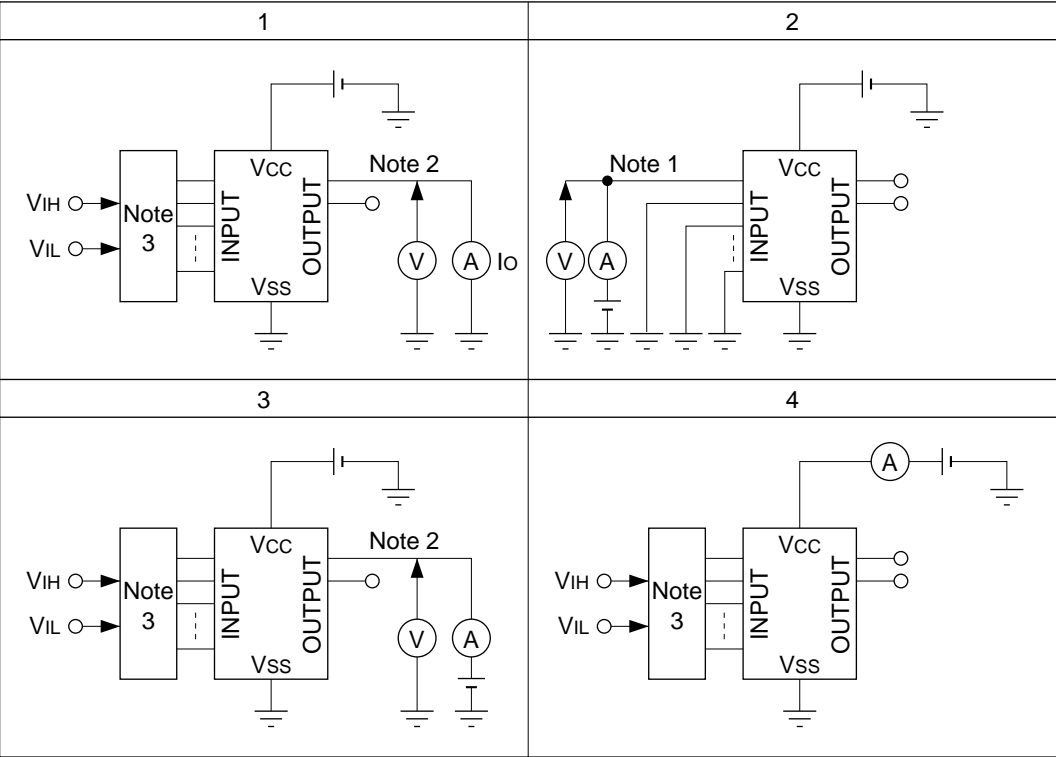 1
VCC
Note 2
VIH
VIL
Note
3
INPUT
OUTPUT
V
A
IO
VSS
2
VCC
Note 1
V
A
INPUT
OUTPUT
VSS
3
VCC
Note 2
VIH
VIL
Note
3
INPUT
OUTPUT
V
A
VSS
4
A
VCC
VIH
VIL
Note
3
INPUT
OUTPUT
VSS